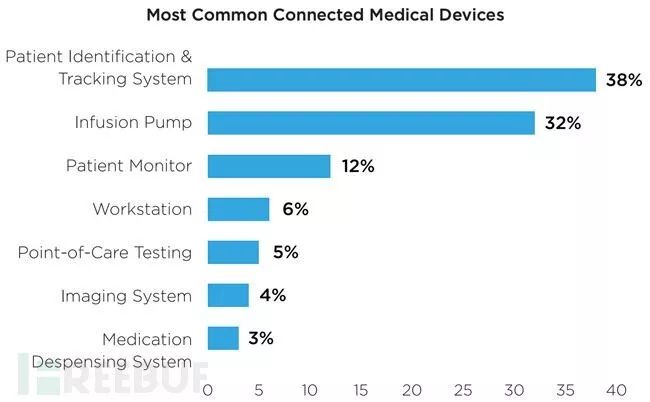 Most Common Connected Medical Devices
Patient Identification &
Tracking System
38%
Infusion Pump
32%
Patient Monitor
12%
Workstation
6%
Point-of-Care Testing
5%
Imaging System
4%
Medication
Despensing System
3%
FREEBUF
0 5 10 15 20 25 30 35 40